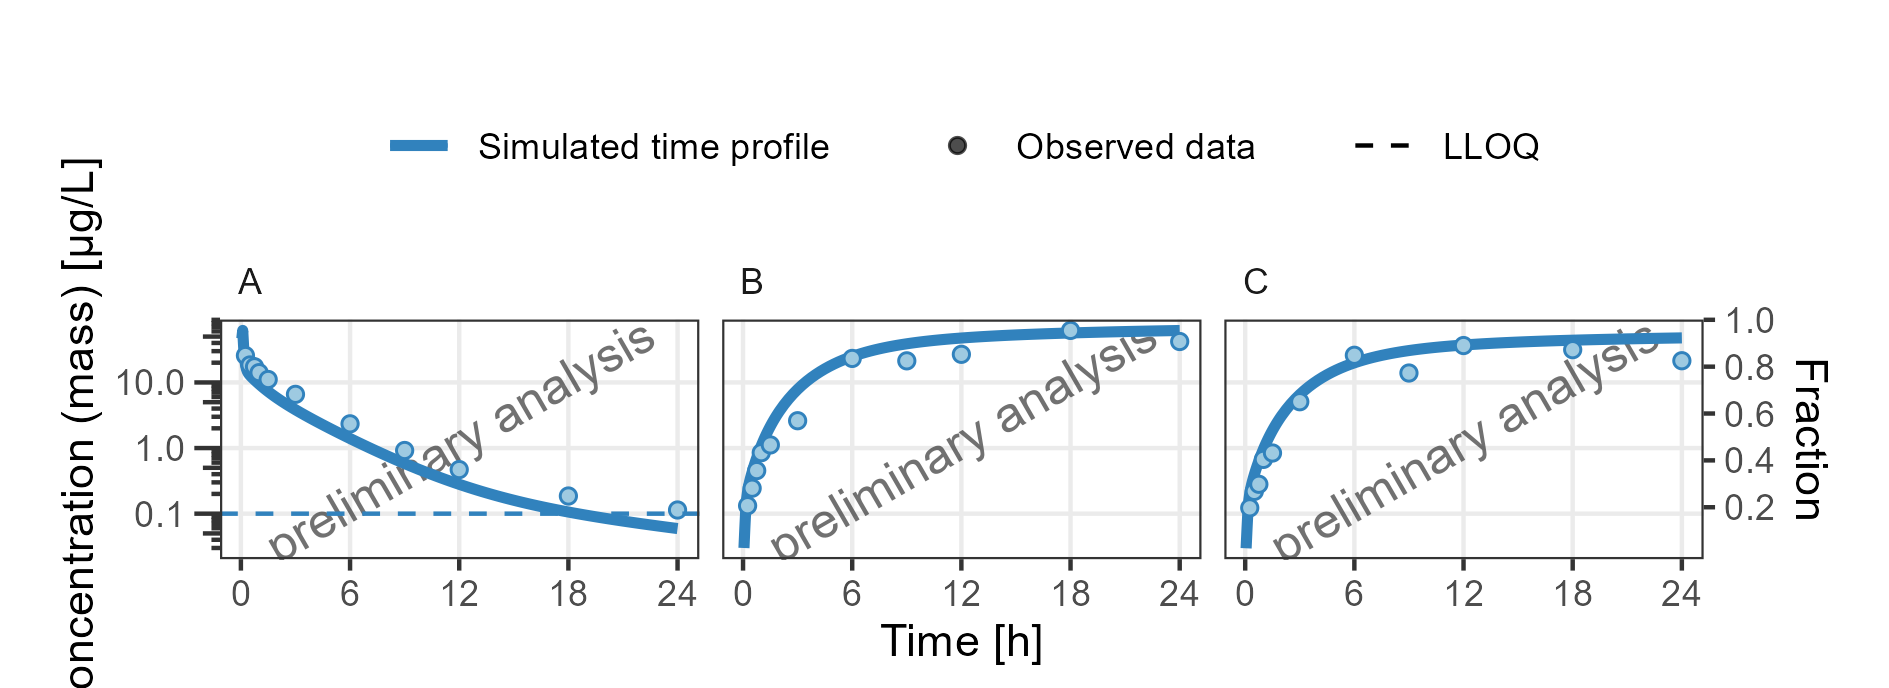 Simulated time profile
Observed data
LLOQ
oncentration (mass) [µg/L]
A
B
C
10.0
1.0
0.1
preliminary analysis
preliminary analysis
preliminary analysis
1.0
0.8
0.6
0.4
0.2
Fraction
0 6 12 18 24
0 6 12 18 24
0 6 12 18 24
Time [h]